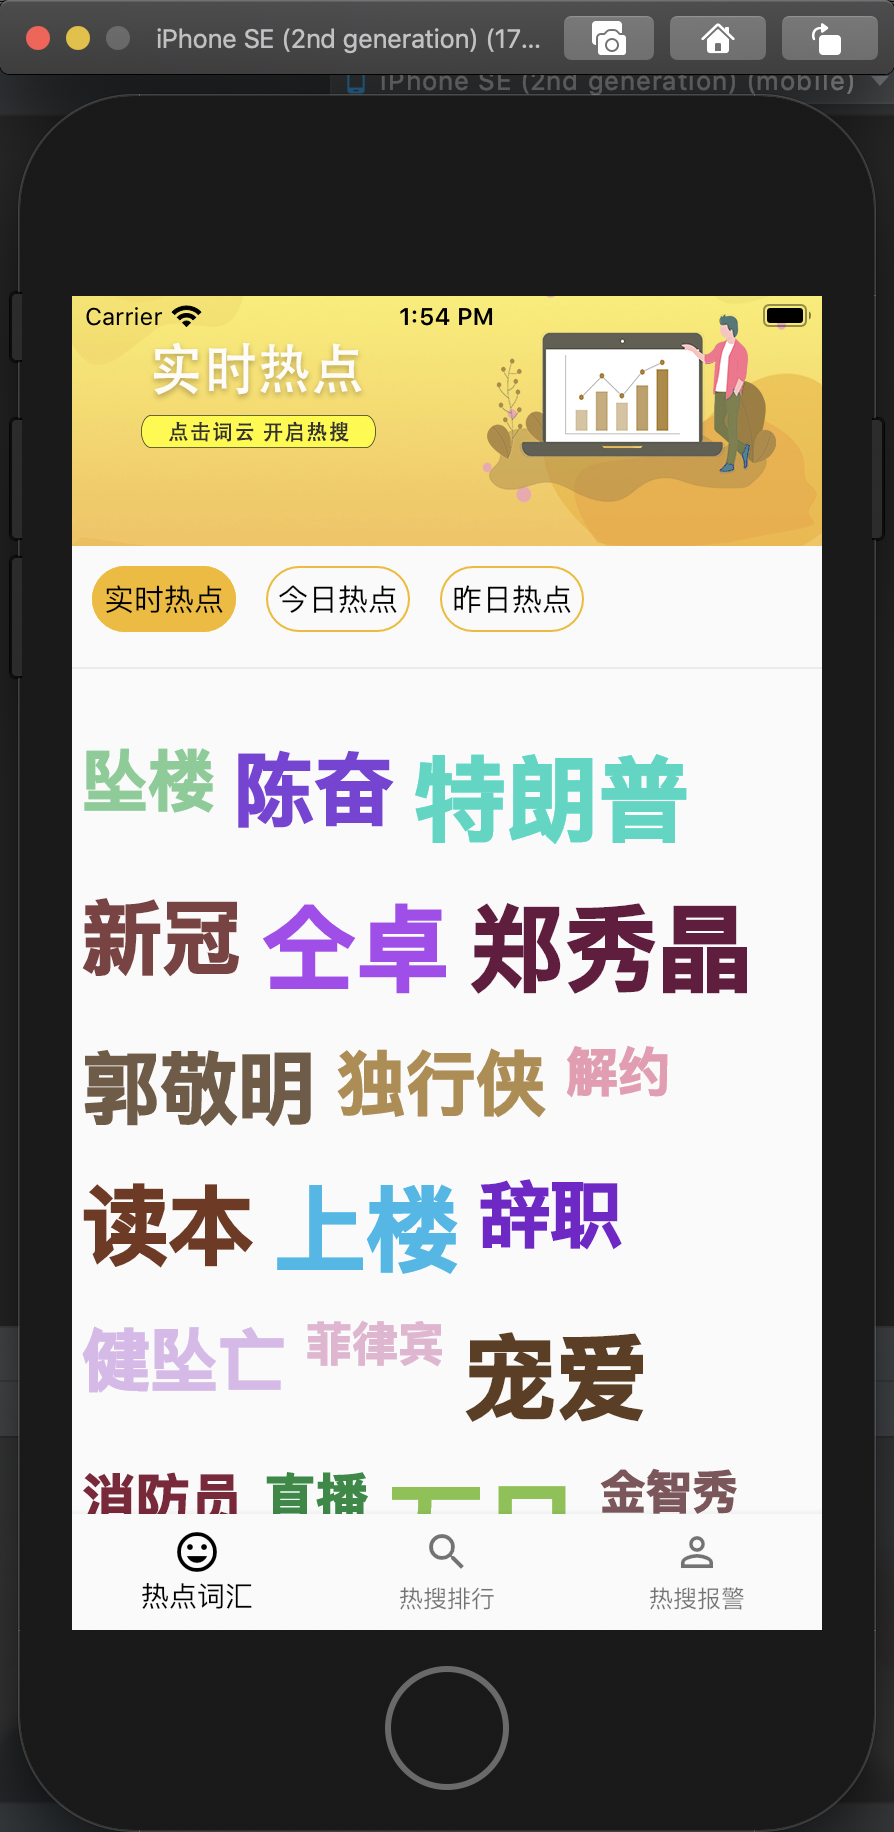 iPhone SE (2nd generation) (17...
iPhone SE (2nd generation) (mobile)
Carrier 1:54 PM
实时热点
点击词云 开启热搜
实时热点 今日热点 昨日热点
坠楼 陈奋 特朗普
新冠 仝卓 郑秀晶
郭敬明 独行侠 解约
读本 上楼 辞职
健坠亡 菲律宾 宠爱
消防员 直播 金智秀
热点词汇 热搜排行 热搜报警